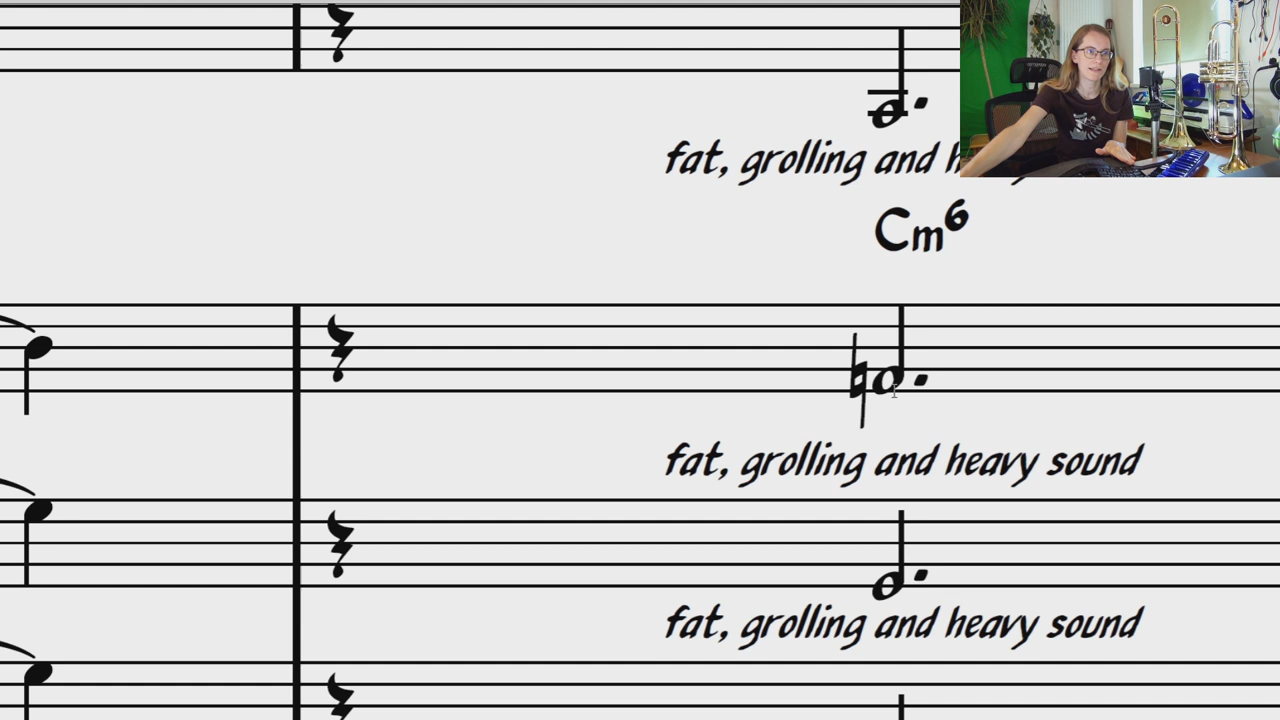 fat, grolling and h
Cm6
fat, grolling and heavy sound
fat, grolling and heavy sound